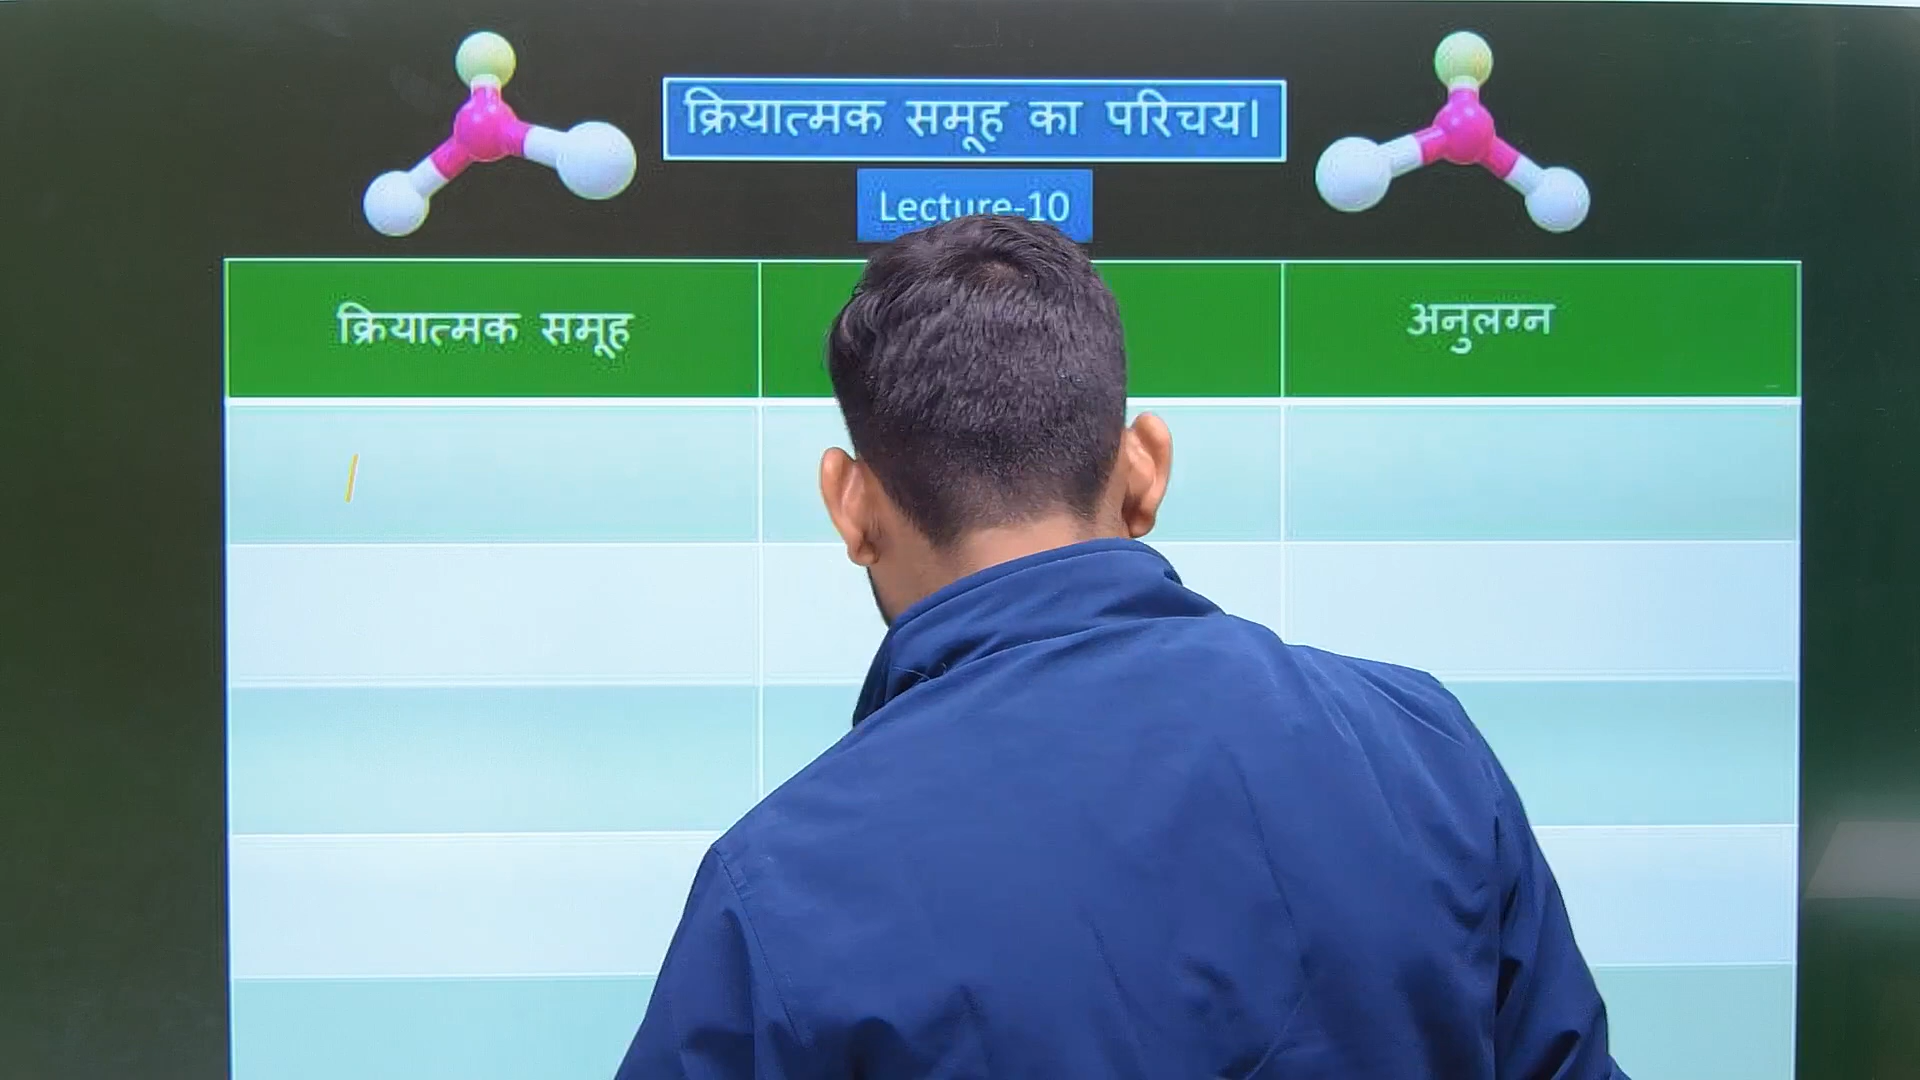 क्रियात्मक समूह का परिचय।
Lecture-10
क्रियात्मक समूह
अनुलग्न